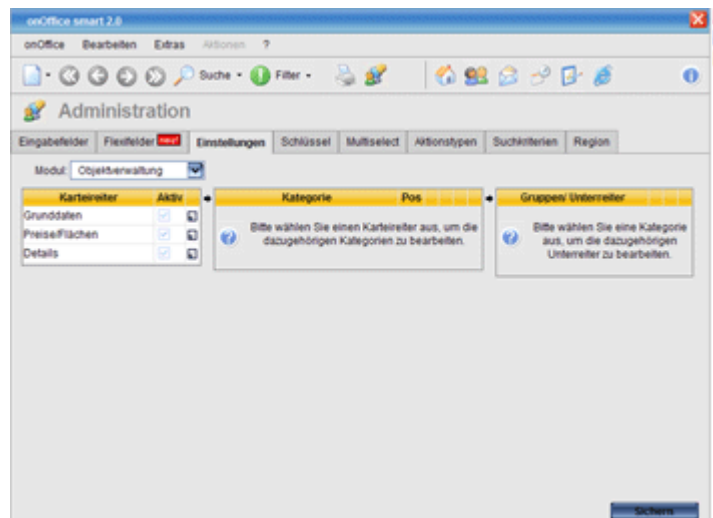 onOffice smart 2.0
onOffice Bearbeiten Extras Aktionen ?
Suche Filter
Administration
Eingabefelder Flexifelder neu! Einstellungen Schlüssel Multiselect Aktionstypen Suchkriterien Region
Modul: Objektverwaltung
Karteireiter Aktiv Kategorie Pos Gruppen/ Unterreiter
Grunddaten
Preise/Flächen
Details
Bitte wählen Sie einen Karteireiter aus, um die
dazugehörigen Kategorien zu bearbeiten.
Bitte wählen Sie eine Kategorie
aus, um die dazugehörigen
Unterreiter zu bearbeiten.
Sichern